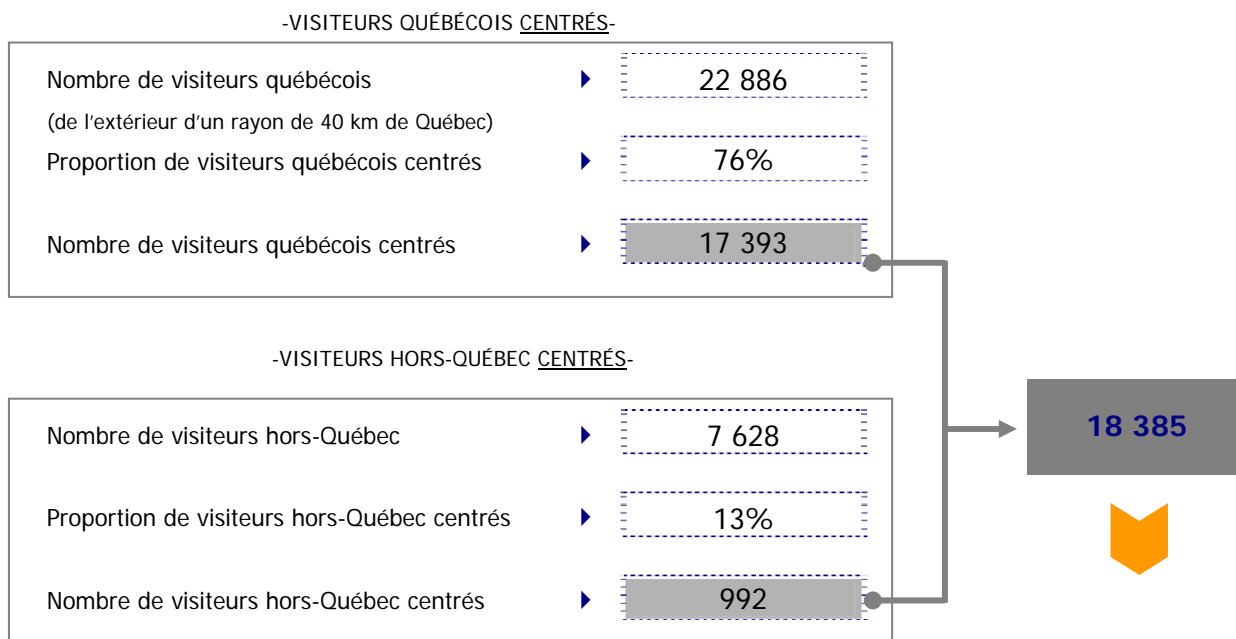 -VISITEURS QUÉBÉCOIS CENTRÉS-
Nombre de visiteurs québécois 22 886
(de l'extérieur d'un rayon de 40 km de Québec)
Proportion de visiteurs québécois centrés 76%
Nombre de visiteurs québécois centrés 17 393
-VISITEURS HORS-QUÉBEC CENTRÉS-
Nombre de visiteurs hors-Québec 7 628
18 385
Proportion de visiteurs hors-Québec centrés 13%
Nombre de visiteurs hors-Québec centrés 992